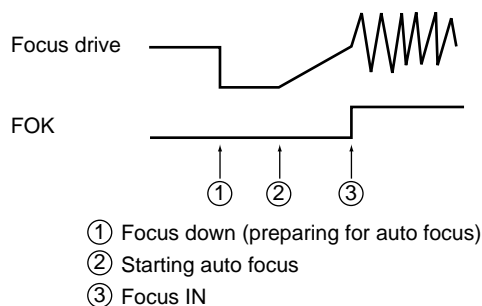 Focus drive
FOK
① ② ③
① Focus down (preparing for auto focus)
② Starting auto focus
③ Focus IN